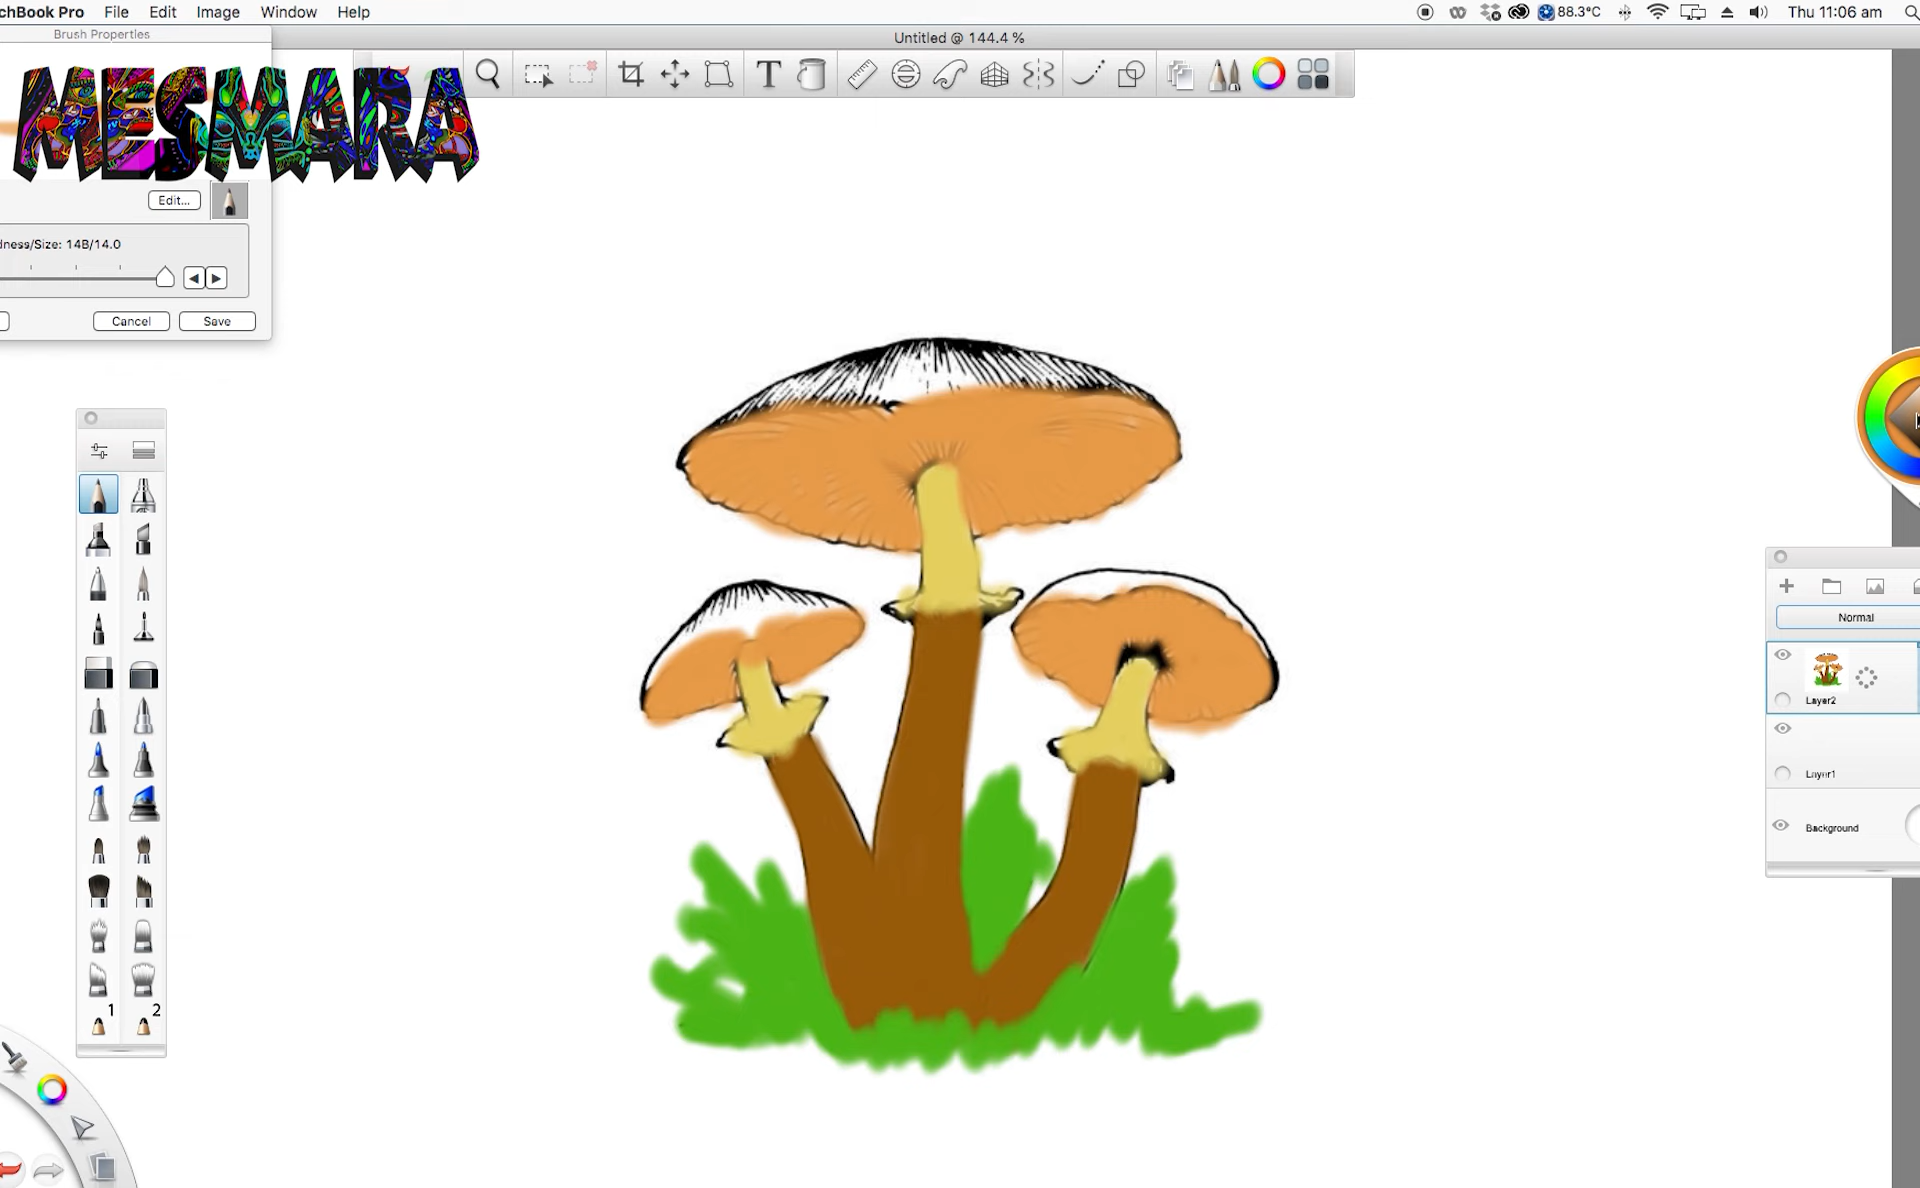 chBook Pro File Edit Image Window Help 88.3°C Thu 11:06 am
Brush Properties
Untitled @ 144.4 %
MESMARA
T
Edit...
dness/Size: 14B/14.0
Cancel Save
Normal
Layer2
Layer1
Background
1 2